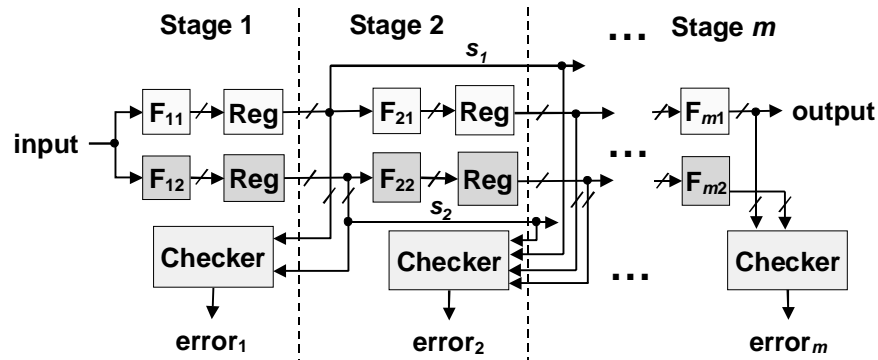 Stage 1 Stage 2 ... Stage m
s1
F11 Reg F21 Reg Fm1 output
input
...
F12 Reg F22 Reg Fm2
s2
Checker Checker ... Checker
error1 error2 errorm